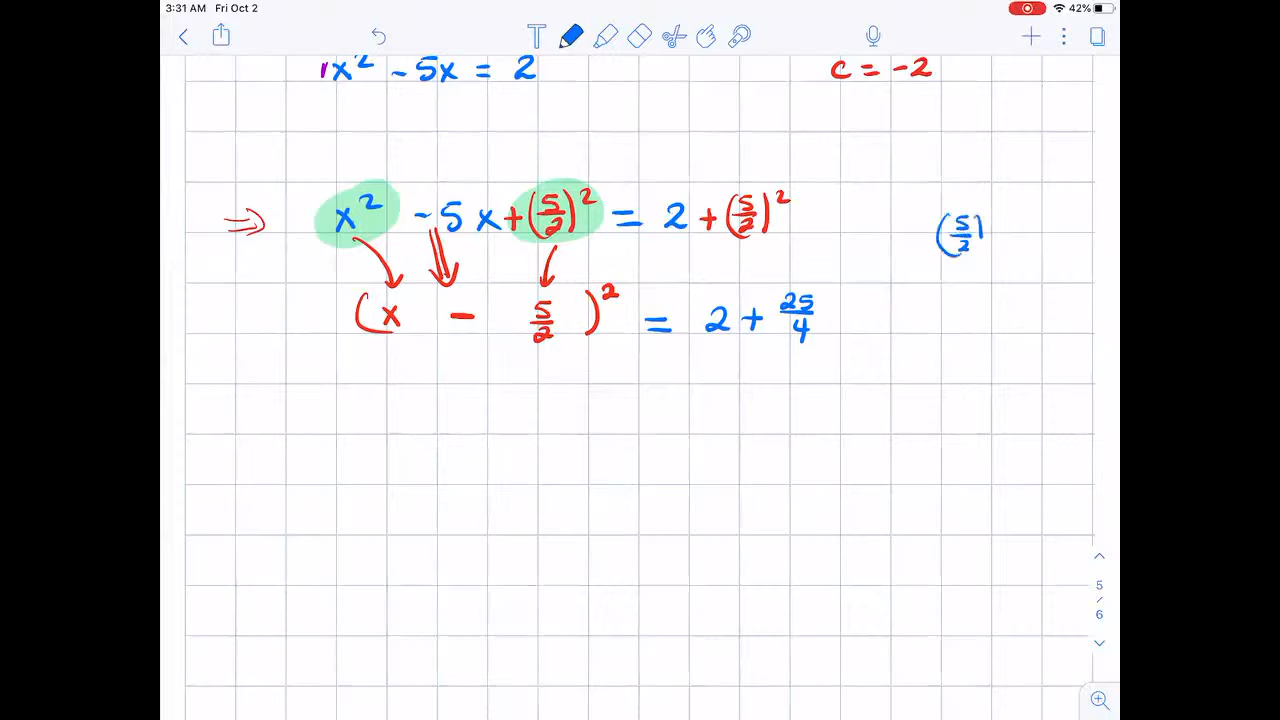 3:31 AM Fri Oct 2 42%
T
1x² - 5x = 2 c = -2
⇒ x² - 5x + (5/2)² = 2 + (5/2)² (5/2)
(x - 5/2)² = 2 + 25/4
5
/
6